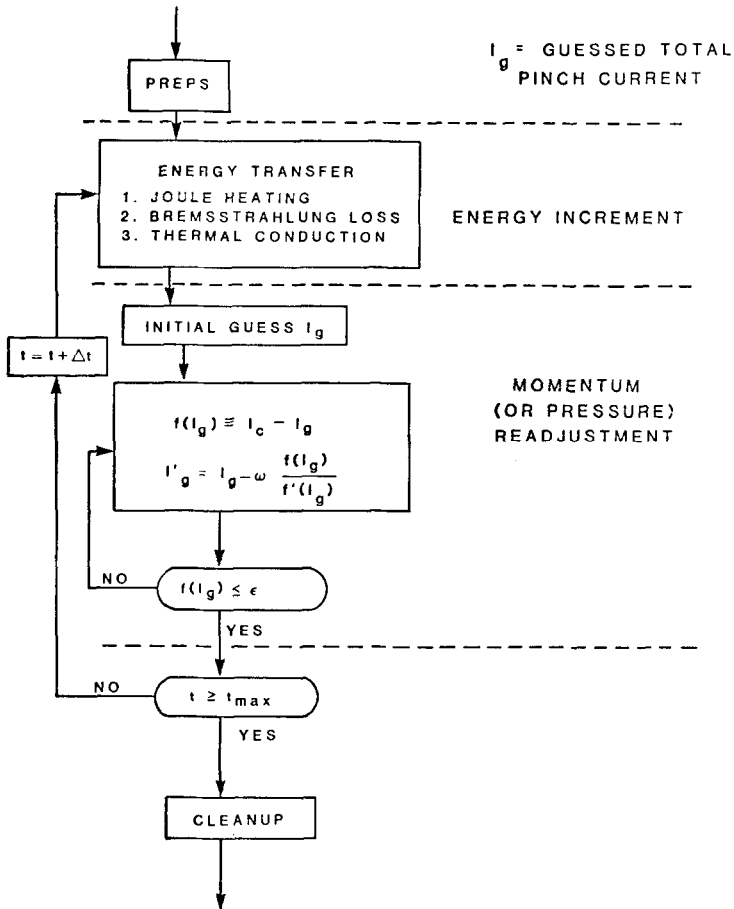 I_g = GUESSED TOTAL
PINCH CURRENT
PREPS
ENERGY TRANSFER
1. JOULE HEATING
2. BREMSSTRAHLUNG LOSS
3. THERMAL CONDUCTION
ENERGY INCREMENT
INITIAL GUESS I_g
t = t + Δt
MOMENTUM
(OR PRESSURE)
READJUSTMENT
f(I_g) ≡ I_c − I_g
I'_g = I_g − ω f(I_g) / f'(I_g)
NO
f(I_g) ≤ ϵ
YES
NO
t ≥ t_max
YES
CLEANUP